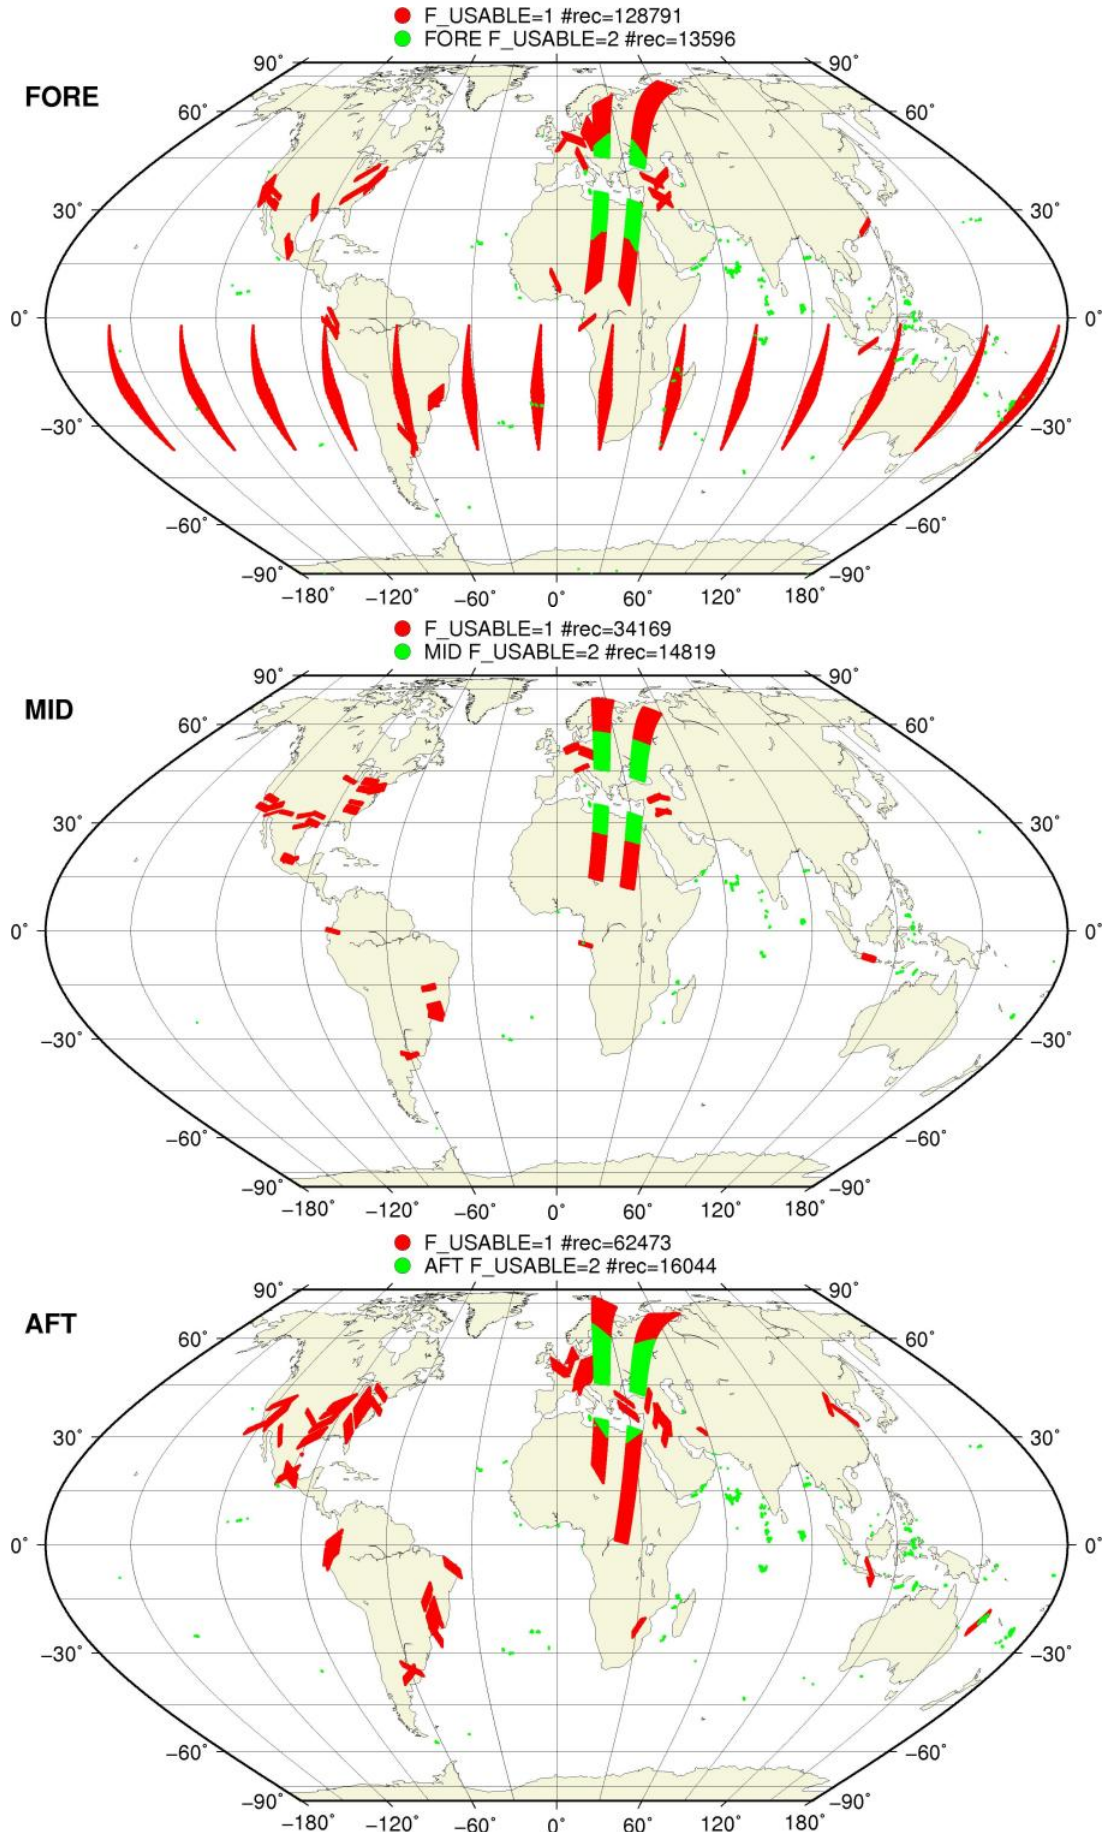 F_USABLE=1 #rec=128791
FORE F_USABLE=2 #rec=13596
FORE
90° 90°
60° 60°
30° 30°
0° 0°
−30° −30°
−60° −60°
−90° −90°
−180° −120° −60° 0° 60° 120° 180°
F_USABLE=1 #rec=34169
MID F_USABLE=2 #rec=14819
MID
90° 90°
60° 60°
30° 30°
0° 0°
−30° −30°
−60° −60°
−90° −90°
−180° −120° −60° 0° 60° 120° 180°
F_USABLE=1 #rec=62473
AFT F_USABLE=2 #rec=16044
AFT
90° 90°
60° 60°
30° 30°
0° 0°
−30° −30°
−60° −60°
−90° −90°
−180° −120° −60° 0° 60° 120° 180°